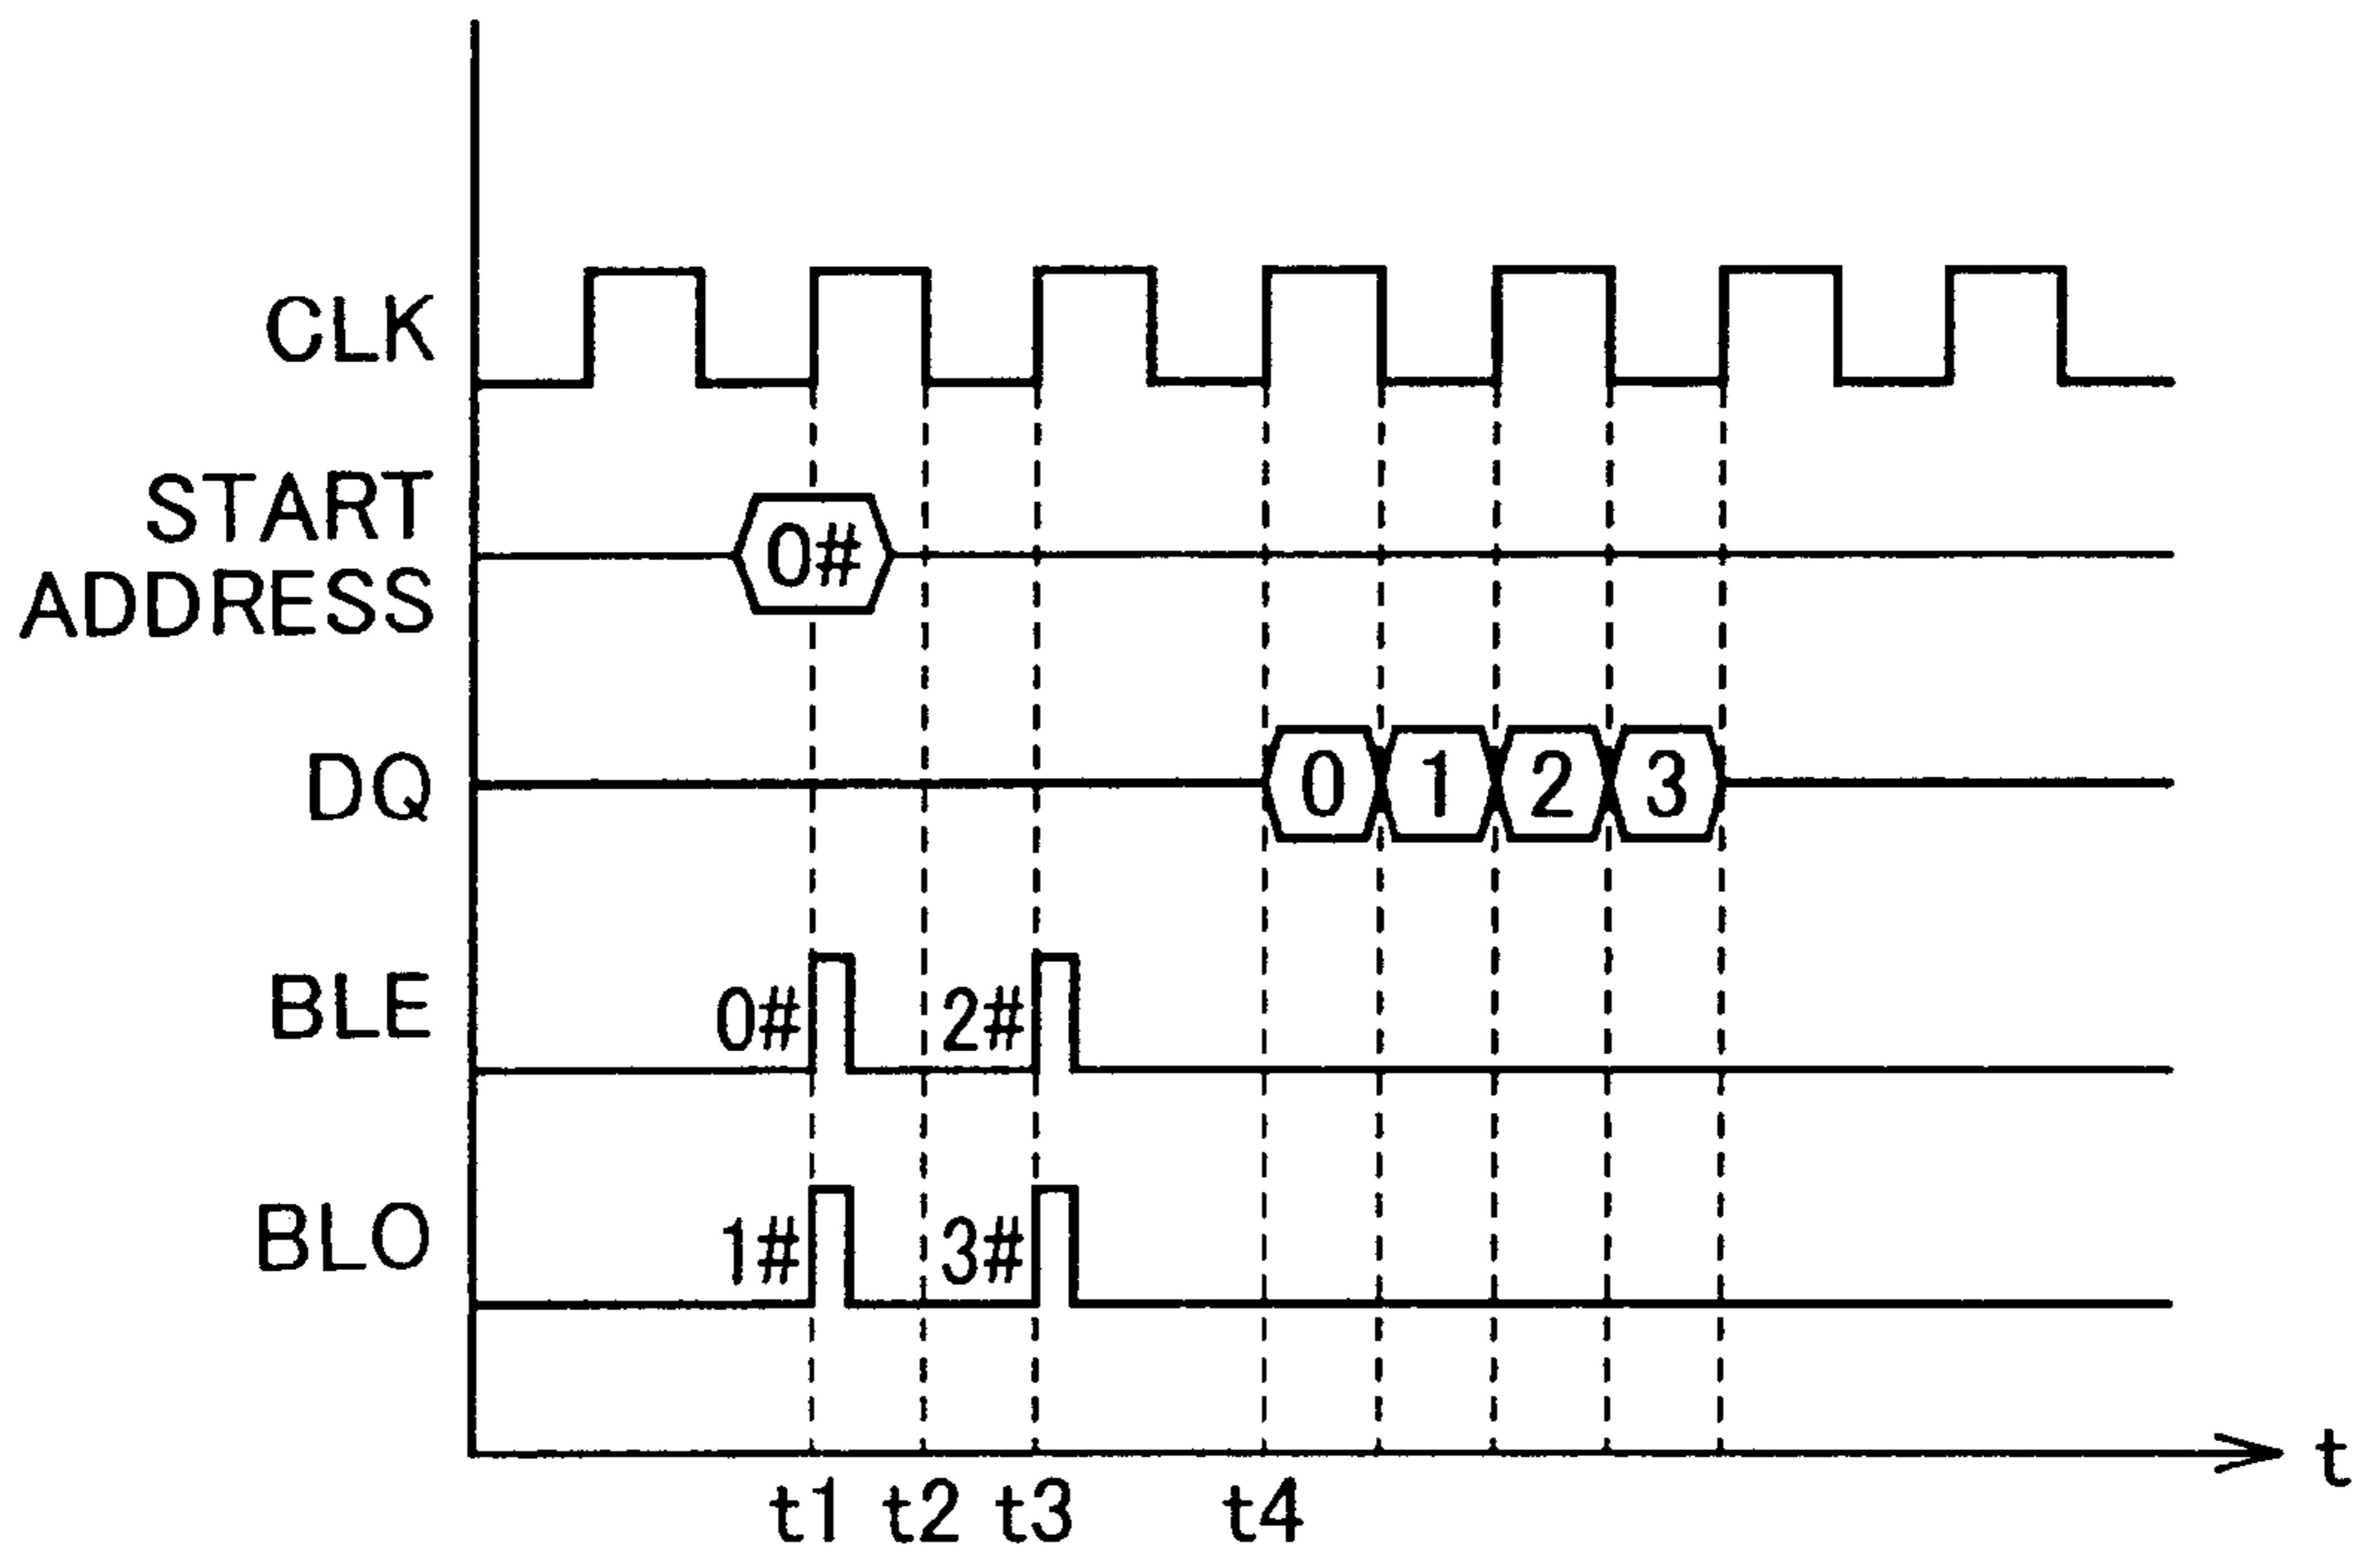 CLK
START
ADDRESS
0#
DQ
0 1 2 3
BLE
0# 2#
BLO
1# 3#
t
t1 t2 t3 t4